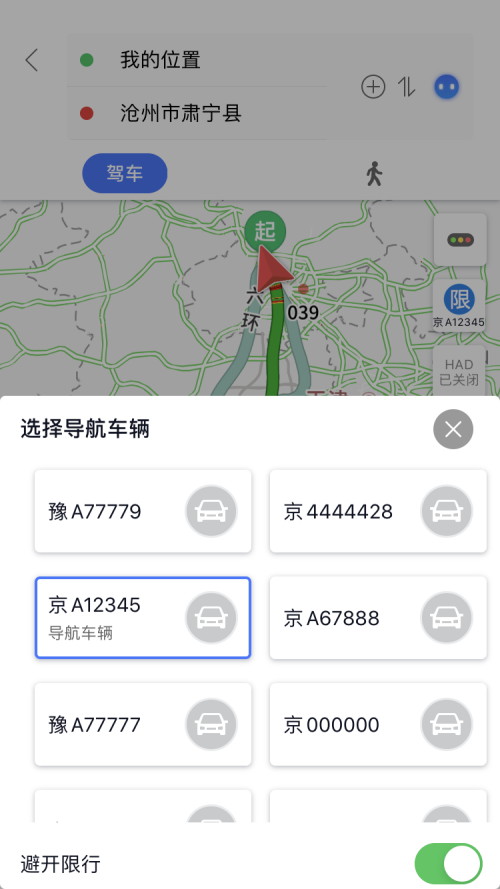 我的位置
沧州市肃宁县
驾车
起
六
环
039
限
京A12345
HAD
已关闭
选择导航车辆
豫A77779
京4444428
京A12345
导航车辆
京A67888
豫A77777
京000000
避开限行